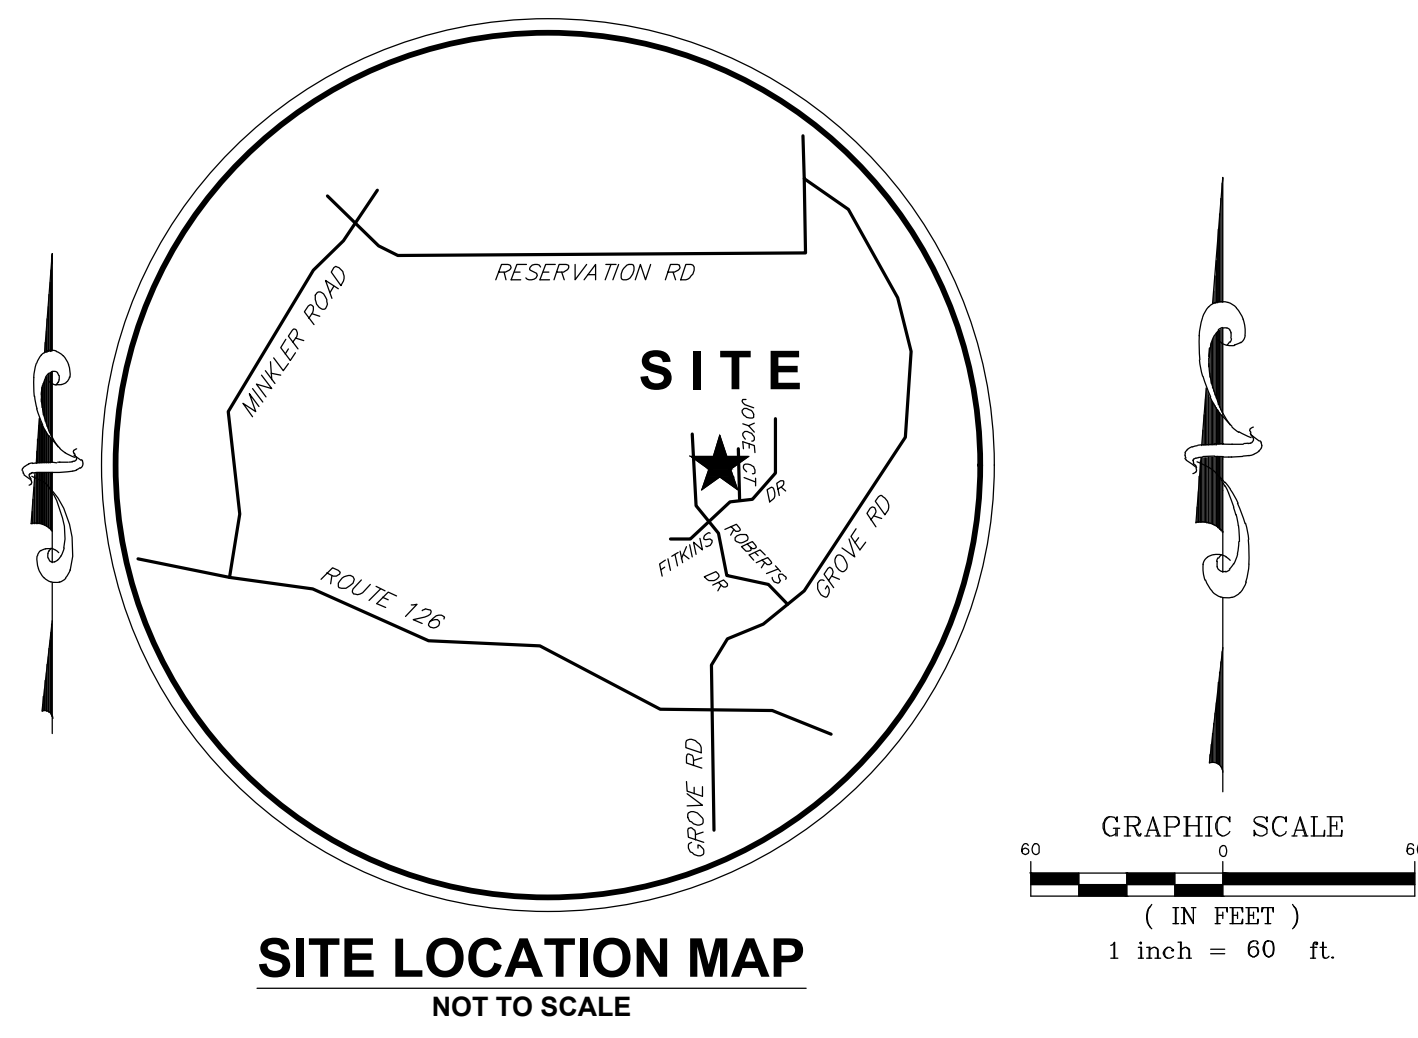 RESERVATION RD
MINKLER ROAD
SITE
JOYCE CT
DR
FITKINS
ROBERTS
DR
GROVE RD
ROUTE 126
GROVE RD
SITE LOCATION MAP
NOT TO SCALE
GRAPHIC SCALE
60 0
( IN FEET )
1 inch = 60 ft.